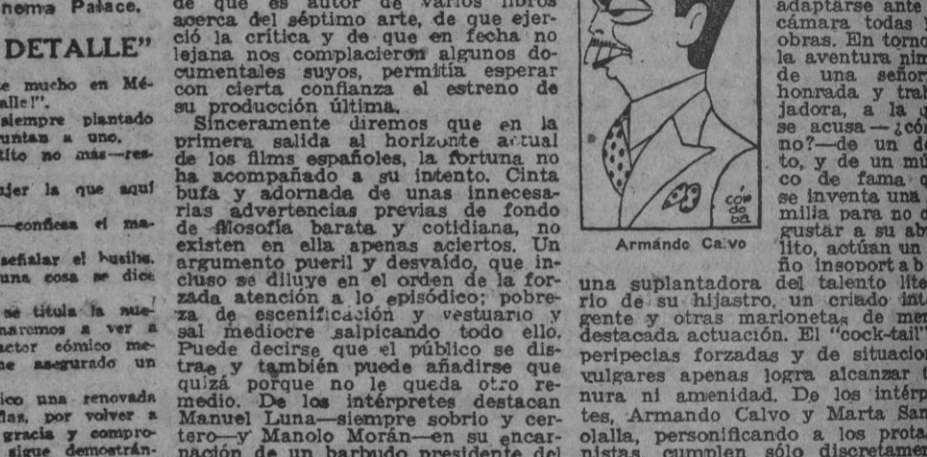 nema Palace.
DETALLE"
e mucho en Mé-
alle!".
siempre plantado
untan a uno.
tito no más—res-
ujer la que aquí
—confiesa el ma-
señalar el busilis.
una cosa se dice
se titula la nue-
naremos a ver a
actor cómico me-
ne asegurado un
ico una renovada
las, por volver a
gracia y compro-
sigue demostrán-
de que es autor de varios libros
acerca del séptimo arte, de que ejer-
ció la crítica y de que en fecha no
lejana nos complacieron algunos do-
cumentales suyos, permitía esperar
con cierta confianza el estreno de
su producción última.
Sinceramente diremos que en la
primera salida al horizonte actual
de los films españoles, la fortuna no
ha acompañado a su intento. Cinta
bufa y adornada de unas innecesa-
rias advertencias previas de fondo
de filosofía barata y cotidiana, no
existen en ella apenas aciertos. Un
argumento pueril y desvaído, que in-
cluso se diluye en el orden de la for-
zada atención a lo episódico; pobre-
za de escenificación y vestuario y
sal mediocre salpicando todo ello.
Puede decirse que el público se dis-
trae y también puede añadirse que
quizá porque no le queda otro re-
medio. De los intérpretes destacan
Manuel Luna—siempre sobrio y cer-
tero—y Manolo Morán—en su encar-
nación de un barbudo presidente del
cór
do
ba
Armando Calvo
adaptarse ante
cámara todas
obras. En torno
la aventura nim
de una señori
honrada y trab
jadora, a la q
se acusa—¿cóm
no?—de un de
to, y de un mú
co de fama q
se inventa una
milia para no d
gustar a su abu
lito, actúan un
ño insoportab
una suplantadora del talento lite
rio de su hijastro, un criado inte
gente y otras marionetas de men
destacada actuación. El "cock-tail"
peripecias forzadas y de situacion
vulgares apenas logra alcanzar t
nura ni amenidad. De los intérp
tes, Armando Calvo y Marta San
olalla, personificando a los prota
nistas, cumplen sólo discretamen